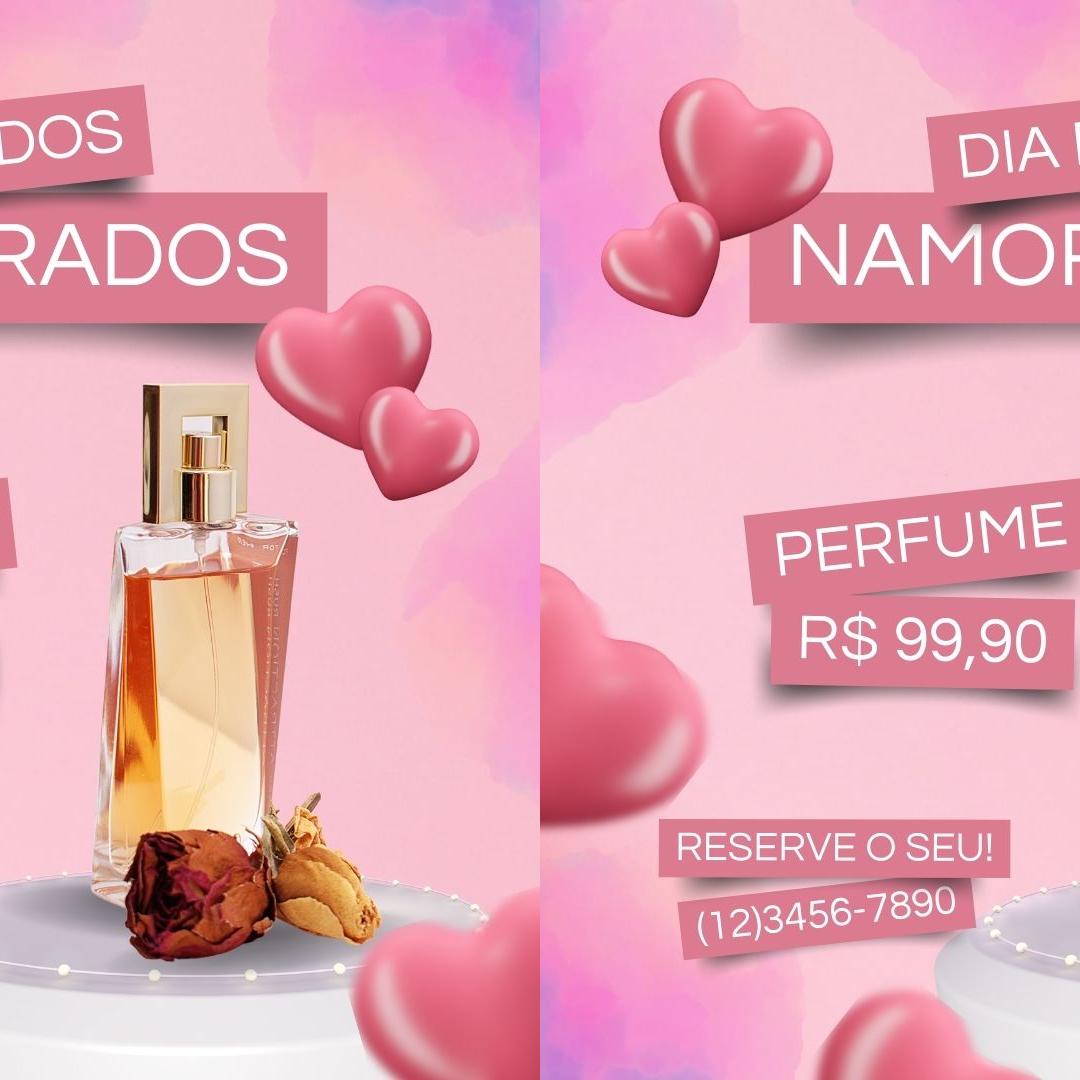 DOS
RADOS
DIA
NAMOR
PERFUME
R$ 99,90
RESERVE O SEU!
(12)3456-7890